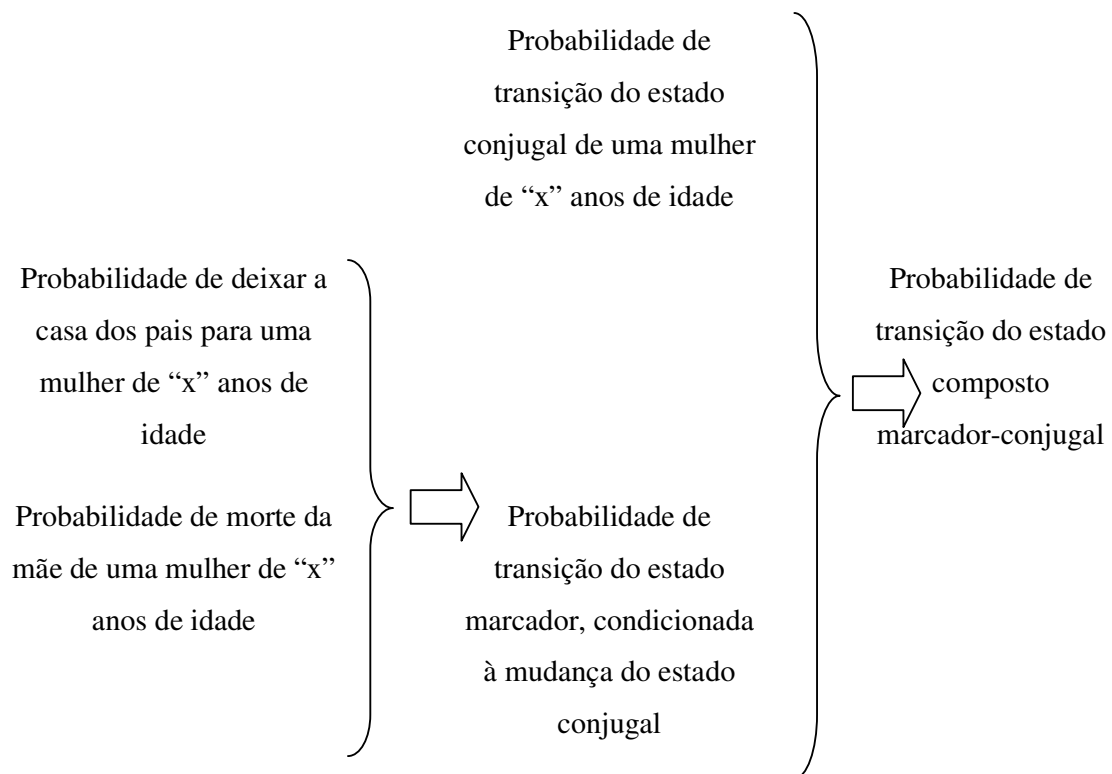 Probabilidade de
transição do estado
conjugal de uma mulher
de “x” anos de idade
Probabilidade de deixar a
casa dos pais para uma
mulher de “x” anos de
idade
Probabilidade de morte da
mãe de uma mulher de “x”
anos de idade
Probabilidade de
transição do estado
marcador, condicionada
à mudança do estado
conjugal
Probabilidade de
transição do estado
composto
marcador-conjugal